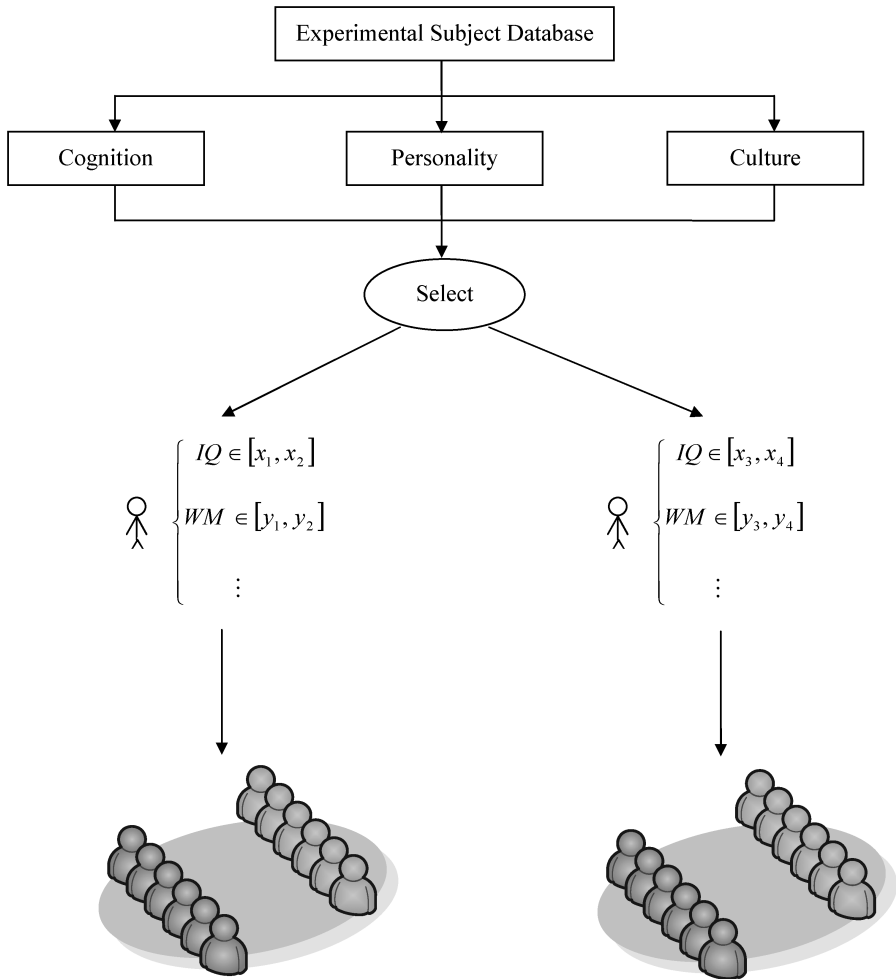 Experimental Subject Database
Cognition
Personality
Culture
Select
IQ ∈ [x₁, x₂]
WM ∈ [y₁, y₂]
⋮
IQ ∈ [x₃, x₄]
WM ∈ [y₃, y₄]
⋮